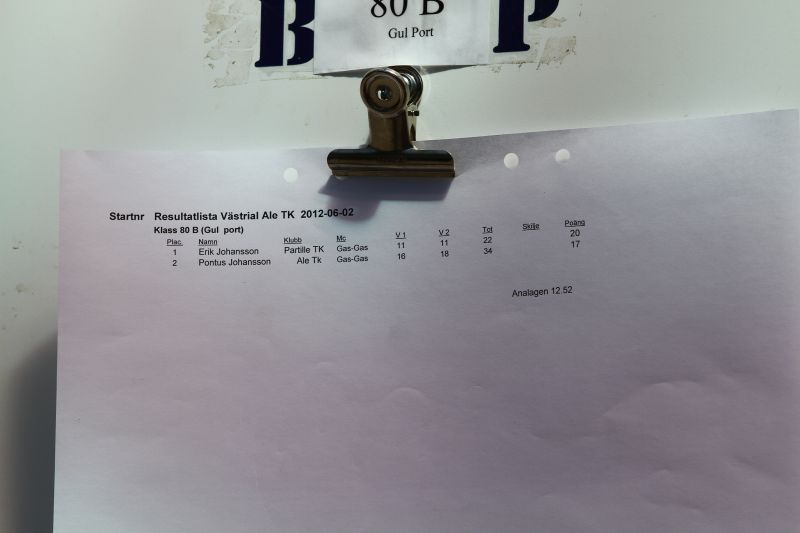 B P
80 B
Gul Port
Startnr Resultatlista Västrial Ale TK 2012-06-02
Klass 80 B (Gul port)
Plac. Namn Klubb Mc V 1 V 2 Tot Skilje Poäng
1 Erik Johansson Partille TK Gas-Gas 11 11 22 20
2 Pontus Johansson Ale Tk Gas-Gas 16 18 34 17
Analagen 12.52